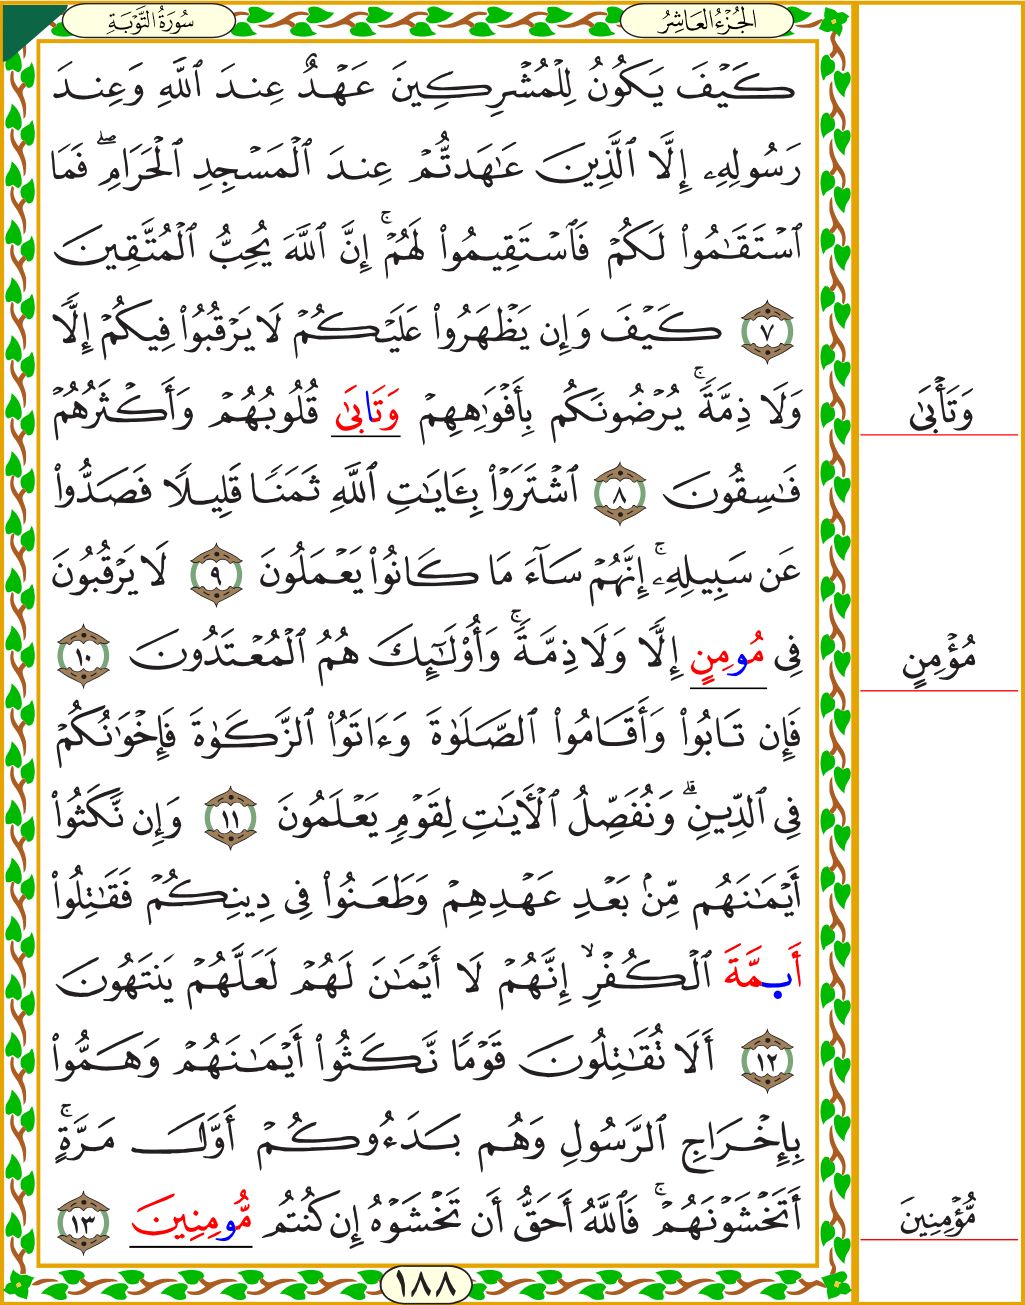 الجُزْءُ العَاشِرُ
سُورَةُ التَّوْبَةِ
كَيْفَ يَكُونُ لِلْمُشْرِكِينَ عَهْدٌ عِندَ ٱللَّهِ وَعِندَ
رَسُولِهِۦٓ إِلَّا ٱلَّذِينَ عَٰهَدتُّمْ عِندَ ٱلْمَسْجِدِ ٱلْحَرَامِ ۖ فَمَا
ٱسْتَقَٰمُوا۟ لَكُمْ فَٱسْتَقِيمُوا۟ لَهُمْ ۚ إِنَّ ٱللَّهَ يُحِبُّ ٱلْمُتَّقِينَ
٧ كَيْفَ وَإِن يَظْهَرُوا۟ عَلَيْكُمْ لَا يَرْقُبُوا۟ فِيكُمْ إِلًّا
وَلَا ذِمَّةً ۚ يُرْضُونَكُم بِأَفْوَٰهِهِمْ وَتَابَىٰ قُلُوبُهُمْ وَأَكْثَرُهُمْ
فَٰسِقُونَ ٨ ٱشْتَرَوْا۟ بِـَٔايَٰتِ ٱللَّهِ ثَمَنًا قَلِيلًا فَصَدُّوا۟
عَن سَبِيلِهِۦٓ ۚ إِنَّهُمْ سَآءَ مَا كَانُوا۟ يَعْمَلُونَ ٩ لَا يَرْقُبُونَ
فِى مُومِنٍ إِلًّا وَلَا ذِمَّةً ۚ وَأُو۟لَٰٓئِكَ هُمُ ٱلْمُعْتَدُونَ ١٠
فَإِن تَابُوا۟ وَأَقَامُوا۟ ٱلصَّلَوٰةَ وَءَاتَوُا۟ ٱلزَّكَوٰةَ فَإِخْوَٰنُكُمْ
فِى ٱلدِّينِ ۗ وَنُفَصِّلُ ٱلْـَٔايَٰتِ لِقَوْمٍ يَعْلَمُونَ ١١ وَإِن نَّكَثُوٓا۟
أَيْمَٰنَهُم مِّنۢ بَعْدِ عَهْدِهِمْ وَطَعَنُوا۟ فِى دِينِكُمْ فَقَٰتِلُوٓا۟
أَيِمَّةَ ٱلْكُفْرِ ۙ إِنَّهُمْ لَآ أَيْمَٰنَ لَهُمْ لَعَلَّهُمْ يَنتَهُونَ
١٢ أَلَا تُقَٰتِلُونَ قَوْمًا نَّكَثُوٓا۟ أَيْمَٰنَهُمْ وَهَمُّوا۟
بِإِخْرَاجِ ٱلرَّسُولِ وَهُم بَدَءُوكُمْ أَوَّلَ مَرَّةٍ ۚ
أَتَخْشَوْنَهُمْ ۚ فَٱللَّهُ أَحَقُّ أَن تَخْشَوْهُ إِن كُنتُم مُّومِنِينَ ١٣
وَتَأْبَىٰ
مُؤْمِنٍ
مُّؤْمِنِينَ
١٨٨